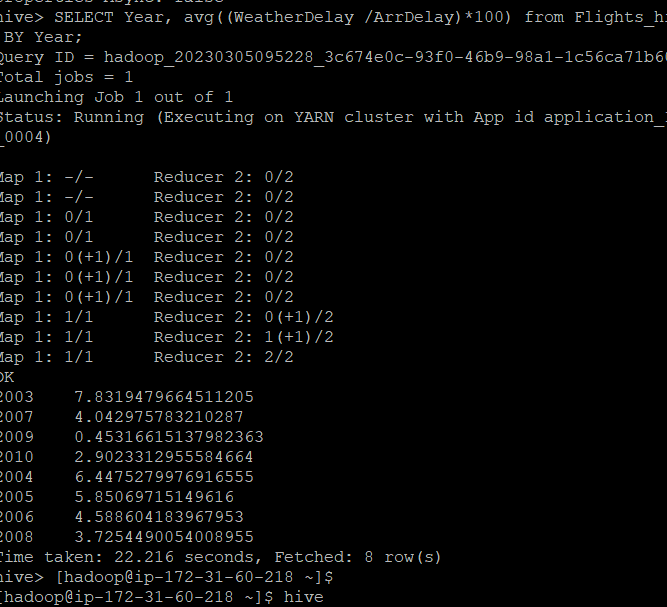 hive> SELECT Year, avg((WeatherDelay /ArrDelay)*100) from Flights_h
BY Year;
Query ID = hadoop_20230305095228_3c674e0c-93f0-46b9-98a1-1c56ca71b6
Total jobs = 1
Launching Job 1 out of 1
Status: Running (Executing on YARN cluster with App id application_
_0004)
Map 1: -/- Reducer 2: 0/2
Map 1: -/- Reducer 2: 0/2
Map 1: 0/1 Reducer 2: 0/2
Map 1: 0/1 Reducer 2: 0/2
Map 1: 0(+1)/1 Reducer 2: 0/2
Map 1: 0(+1)/1 Reducer 2: 0/2
Map 1: 0(+1)/1 Reducer 2: 0/2
Map 1: 1/1 Reducer 2: 0(+1)/2
Map 1: 1/1 Reducer 2: 1(+1)/2
Map 1: 1/1 Reducer 2: 2/2
OK
2003 7.8319479664511205
2007 4.042975783210287
2009 0.45316615137982363
2010 2.9023312955584664
2004 6.4475279976916555
2005 5.85069715149616
2006 4.588604183967953
2008 3.7254490054008955
Time taken: 22.216 seconds, Fetched: 8 row(s)
hive> [hadoop@ip-172-31-60-218 ~]$
[hadoop@ip-172-31-60-218 ~]$ hive